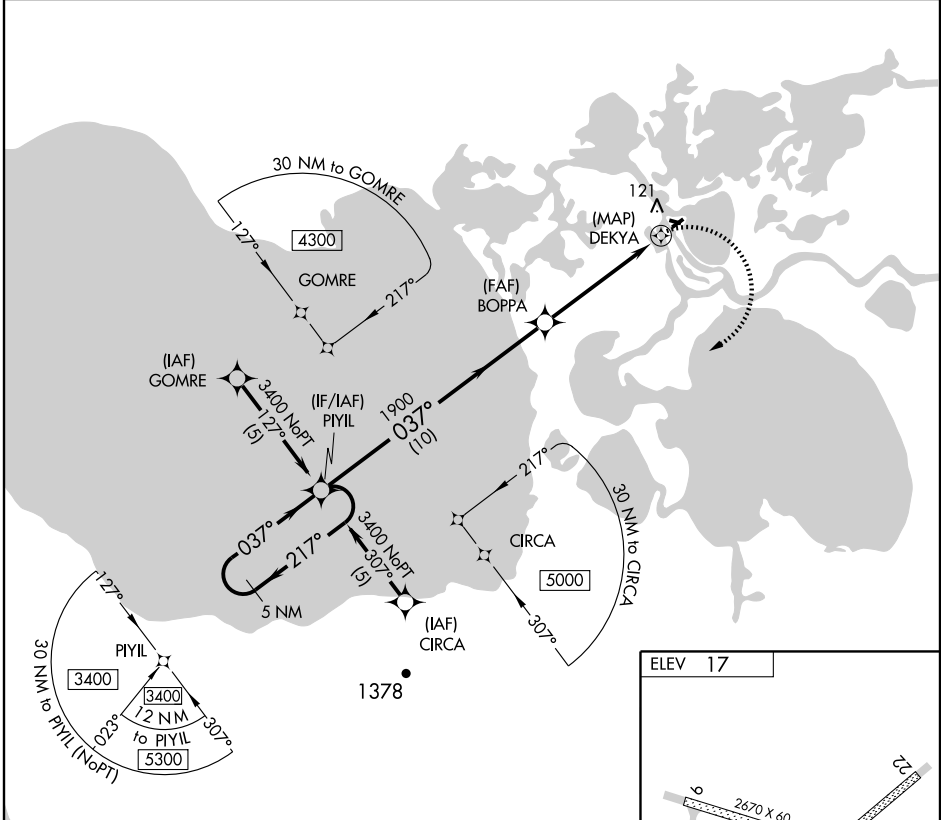 30 NM to GOMRE
127°
4300
GOMRE
217°
121
(MAP)
DEKYA
(FAF)
BOPPA
(IAF)
GOMRE
3400 NoPT
127°
(5)
(IF/IAF)
PIYIL
1900
037°
(10)
037°
217°
5 NM
3400 NoPT
307°
(5)
(IAF)
CIRCA
1378
217°
CIRCA
30 NM to CIRCA
5000
307°
127°
PIYIL
3400
3400
12 NM
to PIYIL
5300
023°
307°
30 NM to PIYIL (NoPT)
ELEV 17
9
2670 X 60
22